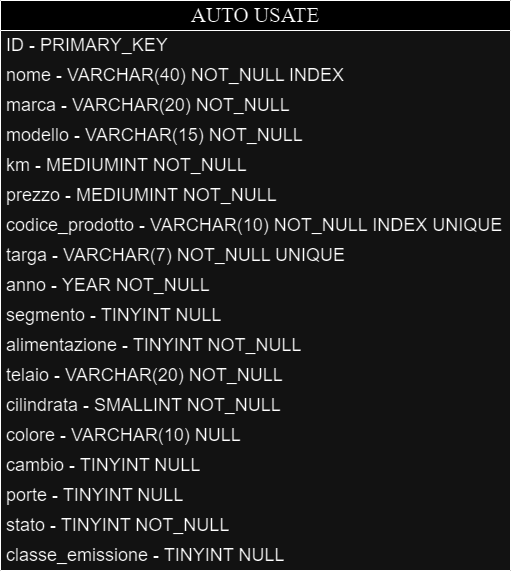 AUTO USATE
ID - PRIMARY_KEY
nome - VARCHAR(40) NOT_NULL INDEX
marca - VARCHAR(20) NOT_NULL
modello - VARCHAR(15) NOT_NULL
km - MEDIUMINT NOT_NULL
prezzo - MEDIUMINT NOT_NULL
codice_prodotto - VARCHAR(10) NOT_NULL INDEX UNIQUE
targa - VARCHAR(7) NOT_NULL UNIQUE
anno - YEAR NOT_NULL
segmento - TINYINT NULL
alimentazione - TINYINT NOT_NULL
telaio - VARCHAR(20) NOT_NULL
cilindrata - SMALLINT NOT_NULL
colore - VARCHAR(10) NULL
cambio - TINYINT NULL
porte - TINYINT NULL
stato - TINYINT NOT_NULL
classe_emissione - TINYINT NULL